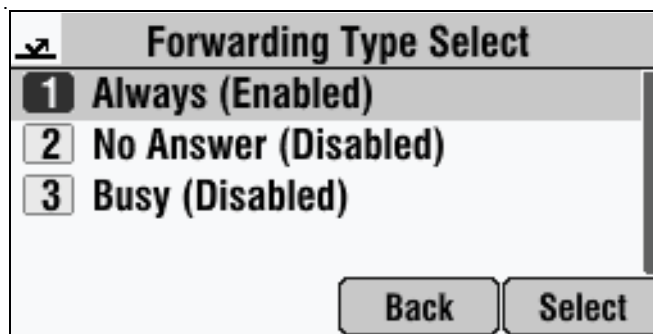 Forwarding Type Select
1 Always (Enabled)
2 No Answer (Disabled)
3 Busy (Disabled)
Back Select